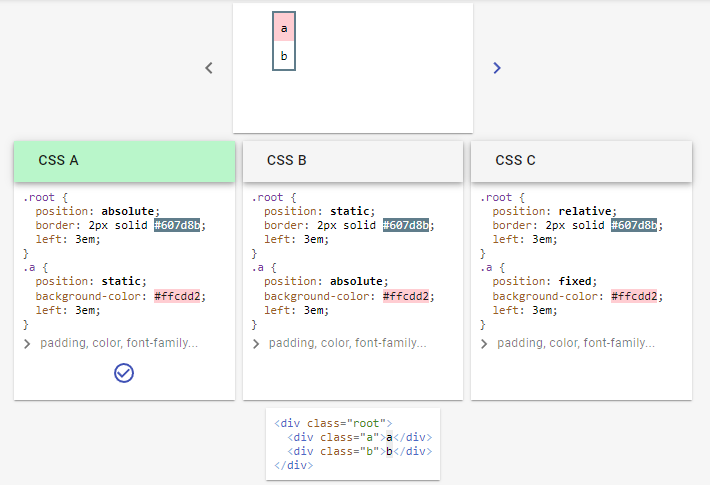 a
b
CSS A
.root {
  position: absolute;
  border: 2px solid #607d8b;
  left: 3em;
}
.a {
  position: static;
  background-color: #ffcdd2;
  left: 3em;
}
padding, color, font-family...
CSS B
.root {
  position: static;
  border: 2px solid #607d8b;
  left: 3em;
}
.a {
  position: absolute;
  background-color: #ffcdd2;
  left: 3em;
}
padding, color, font-family...
CSS C
.root {
  position: relative;
  border: 2px solid #607d8b;
  left: 3em;
}
.a {
  position: fixed;
  background-color: #ffcdd2;
  left: 3em;
}
padding, color, font-family...
<div class="root">
  <div class="a">a</div>
  <div class="b">b</div>
</div>